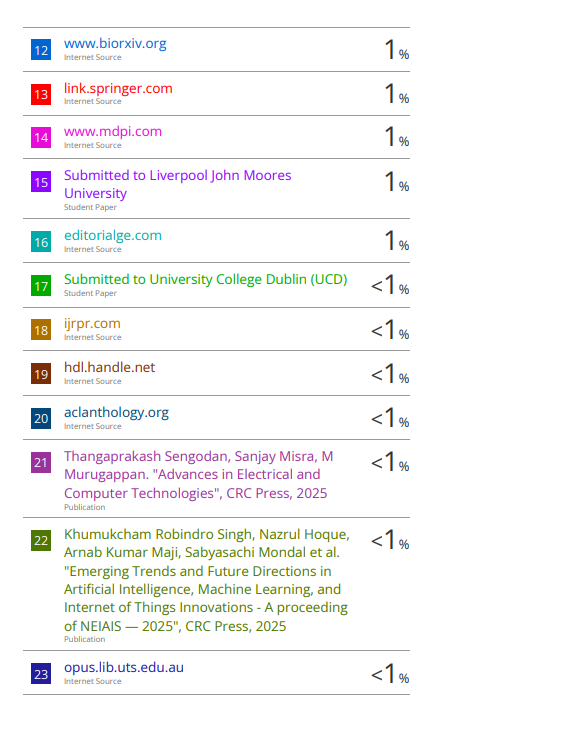 12 www.biorxiv.org 1%
Internet Source
13 link.springer.com 1%
Internet Source
14 www.mdpi.com 1%
Internet Source
15 Submitted to Liverpool John Moores 1%
University
Student Paper
16 editorialge.com 1%
Internet Source
17 Submitted to University College Dublin (UCD) <1%
Student Paper
18 ijrpr.com <1%
Internet Source
19 hdl.handle.net <1%
Internet Source
20 aclanthology.org <1%
Internet Source
21 Thangaprakash Sengodan, Sanjay Misra, M <1%
Murugappan. "Advances in Electrical and
Computer Technologies", CRC Press, 2025
Publication
22 Khumukcham Robindro Singh, Nazrul Hoque, <1%
Arnab Kumar Maji, Sabyasachi Mondal et al.
"Emerging Trends and Future Directions in
Artificial Intelligence, Machine Learning, and
Internet of Things Innovations - A proceeding
of NEIAIS — 2025", CRC Press, 2025
Publication
23 opus.lib.uts.edu.au <1%
Internet Source